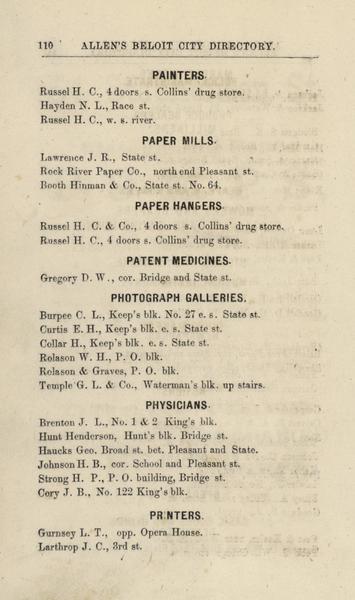 110 ALLEN'S BELOIT CITY DIRECTORY.
PAINTERS.
Russel H. C., 4 doors s. Collins' drug store.
Hayden N. L., Race st.
Russel H. C., w. s. river.
PAPER MILLS.
Lawrence J. R., State st.
Rock River Paper Co., north end Pleasant st.
Booth Hinman & Co., State st. No. 64.
PAPER HANGERS.
Russel H. C. & Co., 4 doors s. Collins' drug store.
Russel H. C., 4 doors s. Collins' drug store.
PATENT MEDICINES.
Gregory D. W., cor. Bridge and State st.
PHOTOGRAPH GALLERIES.
Burpee C. L., Keep's blk. No. 27 e. s. State st.
Curtis E. H., Keep's blk. e. s. State st.
Collar H., Keep's blk. e. s. State st.
Rolason W. H., P. O. blk.
Rolason & Graves, P. O. blk.
Temple G. L. & Co., Waterman's blk. up stairs.
PHYSICIANS.
Brenton J. L., No. 1 & 2 King's blk.
Hunt Henderson, Hunt's blk. Bridge st.
Haucks Geo. Broad st. bet. Pleasant and State.
Johnson H. B., cor. School and Pleasant st.
Strong H. P., P. O. building, Bridge st.
Cory J. B., No. 122 King's blk.
PRINTERS.
Gurnsey L. T., opp. Opera House.
Larthrop J. C., 3rd st.